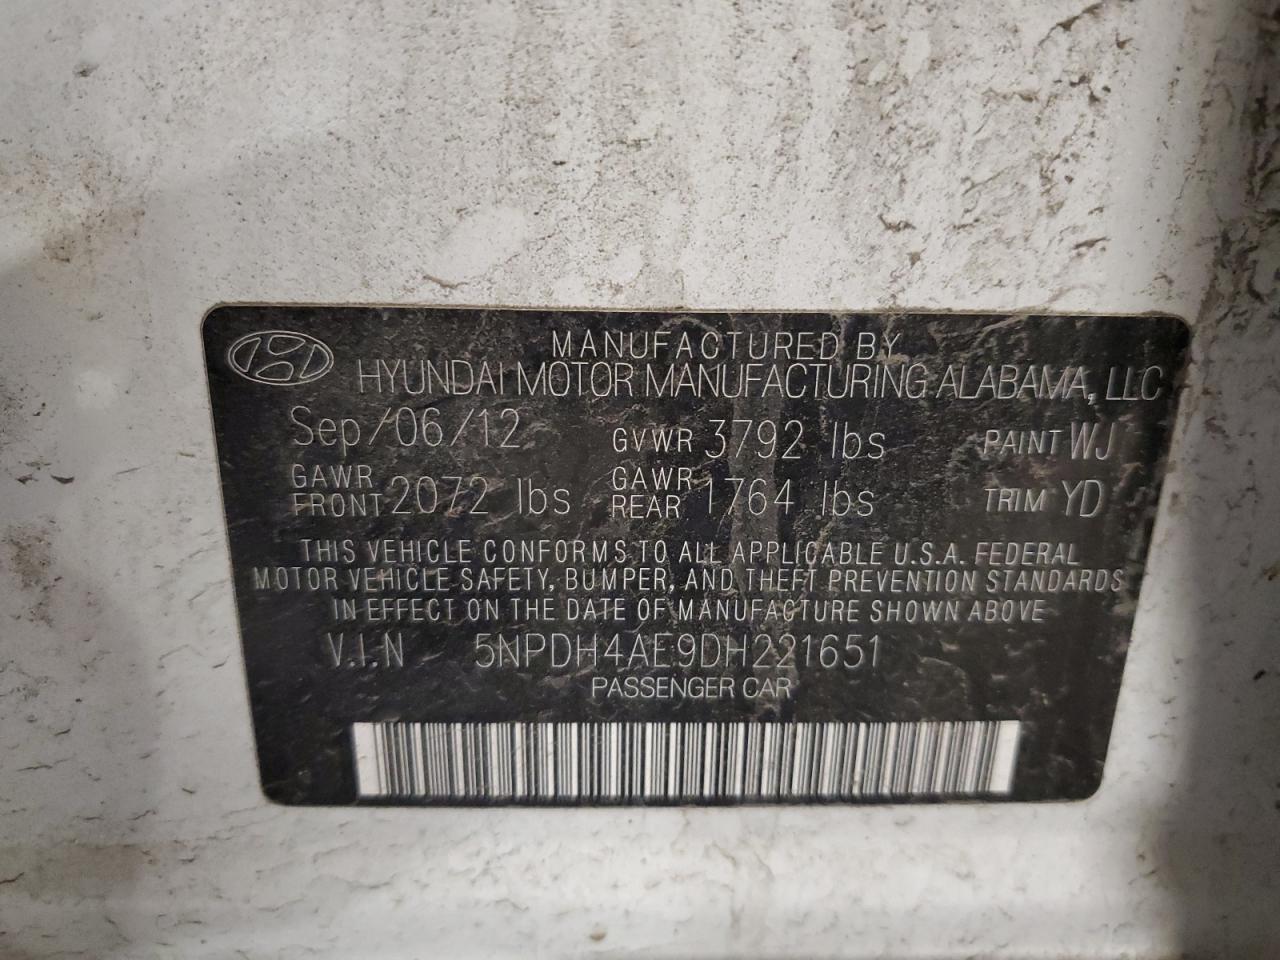 MANUFACTURED BY
HYUNDAI MOTOR MANUFACTURING ALABAMA, LLC
Sep/06/12 GVWR 3792 lbs PAINT WJ
GAWR FRONT 2072 lbs GAWR REAR 1764 lbs TRIM YD
THIS VEHICLE CONFORMS TO ALL APPLICABLE U.S.A. FEDERAL
MOTOR VEHICLE SAFETY, BUMPER, AND THEFT PREVENTION STANDARDS
IN EFFECT ON THE DATE OF MANUFACTURE SHOWN ABOVE
V.I.N 5NPDH4AE9DH221651
PASSENGER CAR